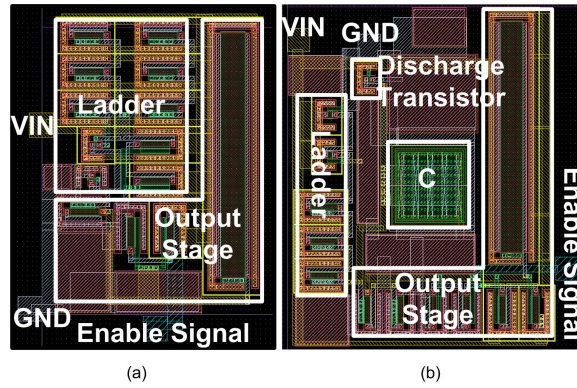 Ladder
VIN
Output
Stage
GND
Enable Signal
(a)
VIN
GND
Discharge
Transistor
Ladder
C
Output
Stage
Enable Signal
(b)